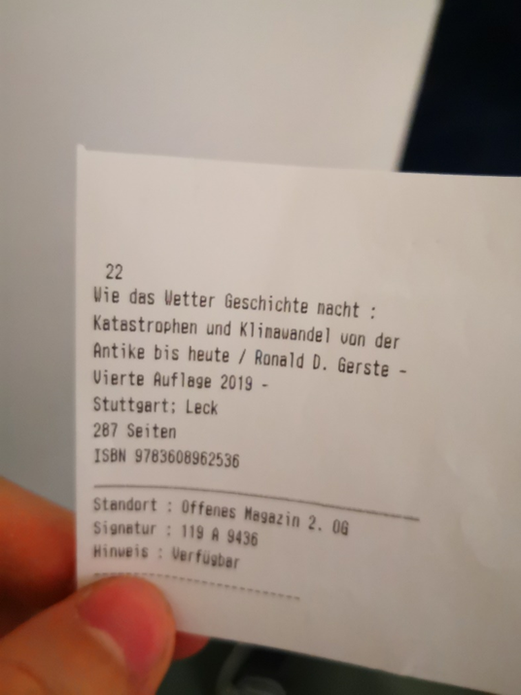 22
Wie das Wetter Geschichte macht :
Katastrophen und Klimawandel von der
Antike bis heute / Ronald D. Gerste -
Vierte Auflage 2019 -
Stuttgart; Leck
287 Seiten
ISBN 9783608962536
Standort : Offenes Magazin 2. OG
Signatur : 119 A 9436
Hinweis : Verfügbar